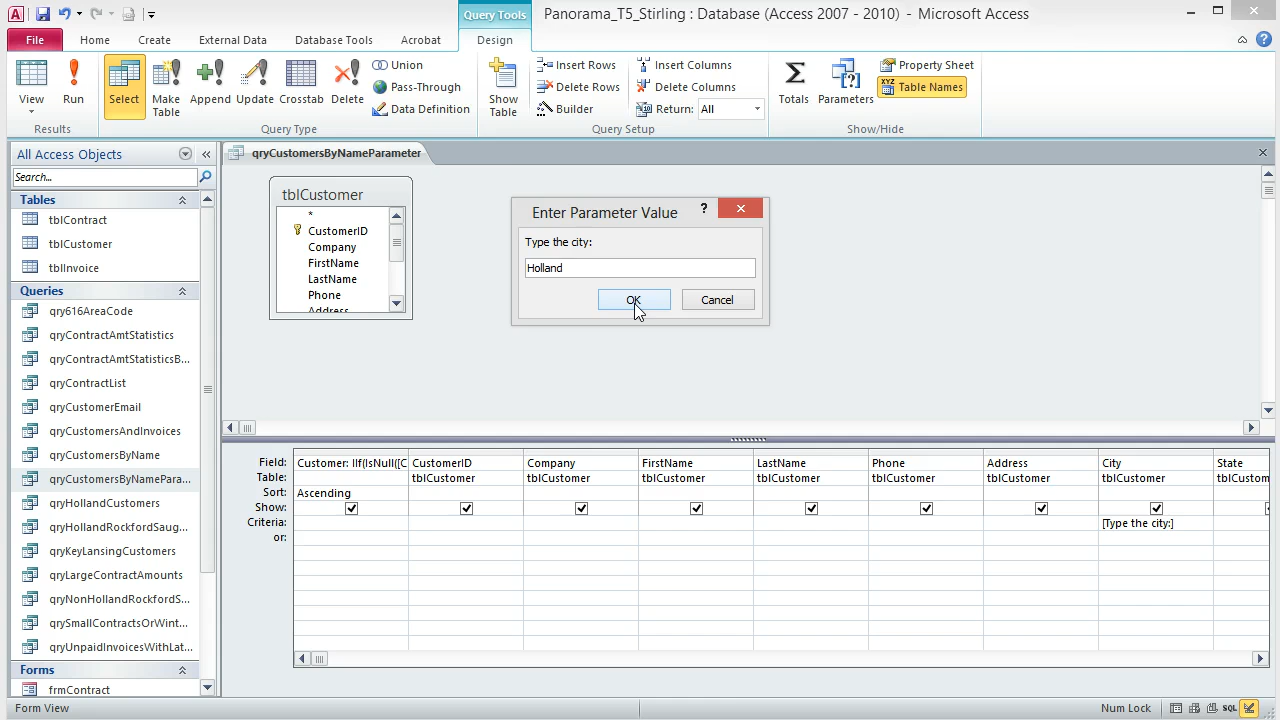 Query Tools
Panorama_T5_Stirling : Database (Access 2007 - 2010) - Microsoft Access
File Home Create External Data Database Tools Acrobat Design
View
Run
Results
Select
Make Table
Append
Update
Crosstab
Delete
Union
Pass-Through
Data Definition
Query Type
Show Table
Insert Rows
Delete Rows
Builder
Insert Columns
Delete Columns
Return: All
Query Setup
Totals
Parameters
Property Sheet
Table Names
Show/Hide
All Access Objects
Search...
Tables
tblContract
tblCustomer
tblInvoice
Queries
qry616AreaCode
qryContractAmtStatistics
qryContractAmtStatisticsB...
qryContractList
qryCustomerEmail
qryCustomersAndInvoices
qryCustomersByName
qryCustomersByNamePara...
qryHollandCustomers
qryHollandRockfordSaug...
qryKeyLansingCustomers
qryLargeContractAmounts
qryNonHollandRockfordS...
qrySmallContractsOrWint...
qryUnpaidInvoicesWithLat...
Forms
frmContract
qryCustomersByNameParameter
tblCustomer
*
CustomerID
Company
FirstName
LastName
Phone
Address
Enter Parameter Value
Type the city:
Holland
OK Cancel
Field: Customer: IIf(IsNull([C CustomerID Company FirstName LastName Phone Address City State
Table: tblCustomer tblCustomer tblCustomer tblCustomer tblCustomer tblCustomer tblCustomer tblCustom
Sort: Ascending
Show:
Criteria: [Type the city:]
or:
Form View
Num Lock
SQL